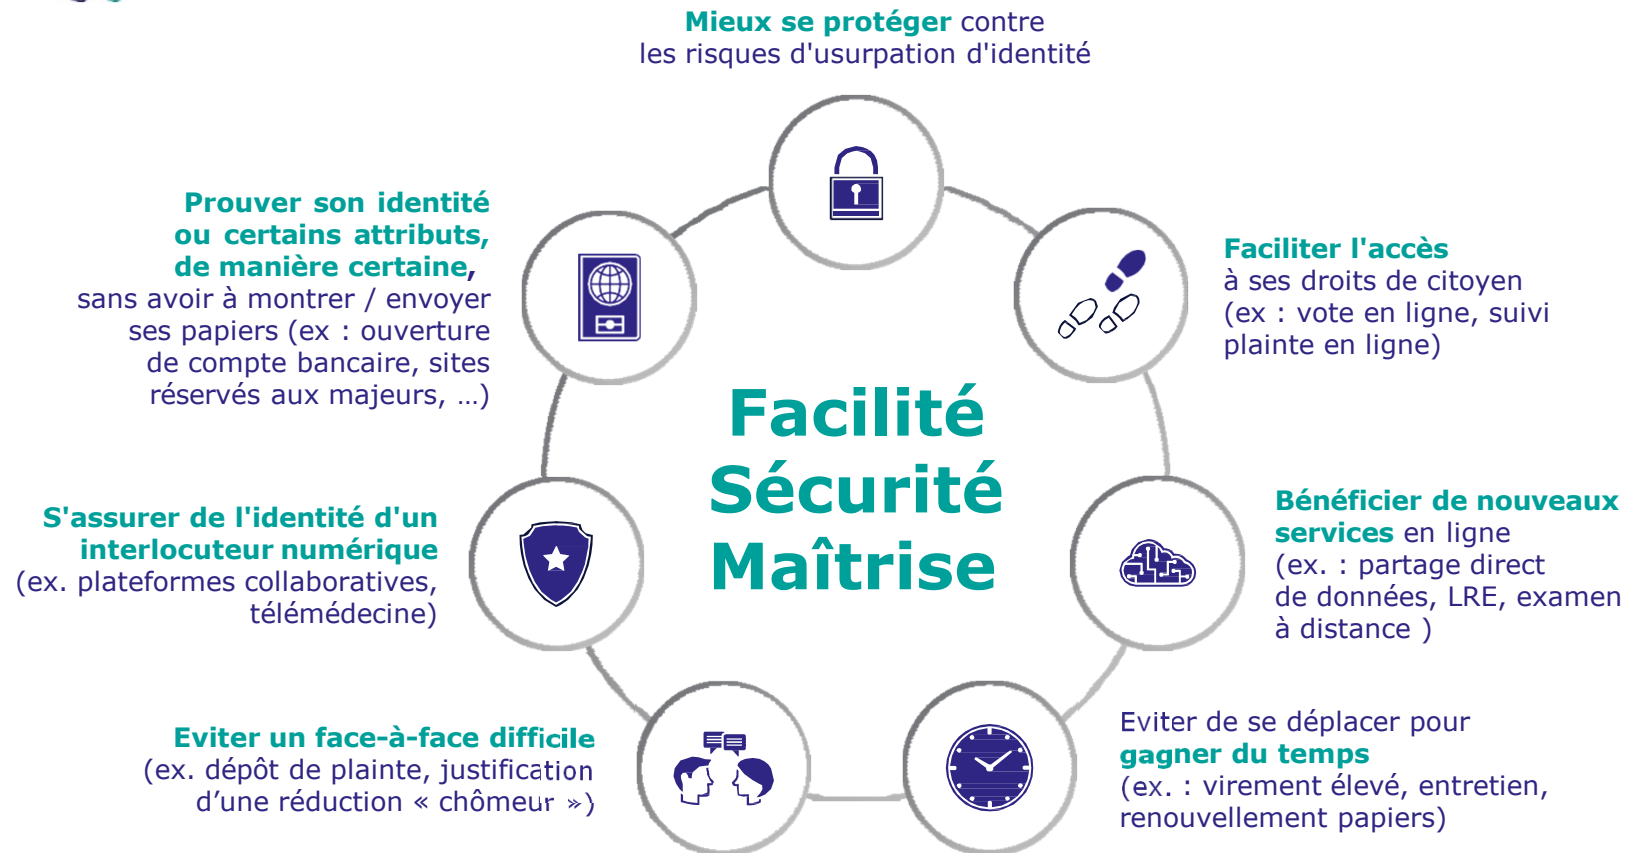 Mieux se protéger contre
les risques d'usurpation d'identité
Prouver son identité
ou certains attributs,
de manière certaine,
sans avoir à montrer / envoyer
ses papiers (ex : ouverture
de compte bancaire, sites
réservés aux majeurs, …)
Faciliter l'accès
à ses droits de citoyen
(ex : vote en ligne, suivi
plainte en ligne)
Facilité
Sécurité
Maîtrise
S'assurer de l'identité d'un
interlocuteur numérique
(ex. plateformes collaboratives,
télémédecine)
Bénéficier de nouveaux
services en ligne
(ex. : partage direct
de données, LRE, examen
à distance )
Eviter un face-à-face difficile
(ex. dépôt de plainte, justification
d’une réduction « chômeur »)
Eviter de se déplacer pour
gagner du temps
(ex. : virement élevé, entretien,
renouvellement papiers)